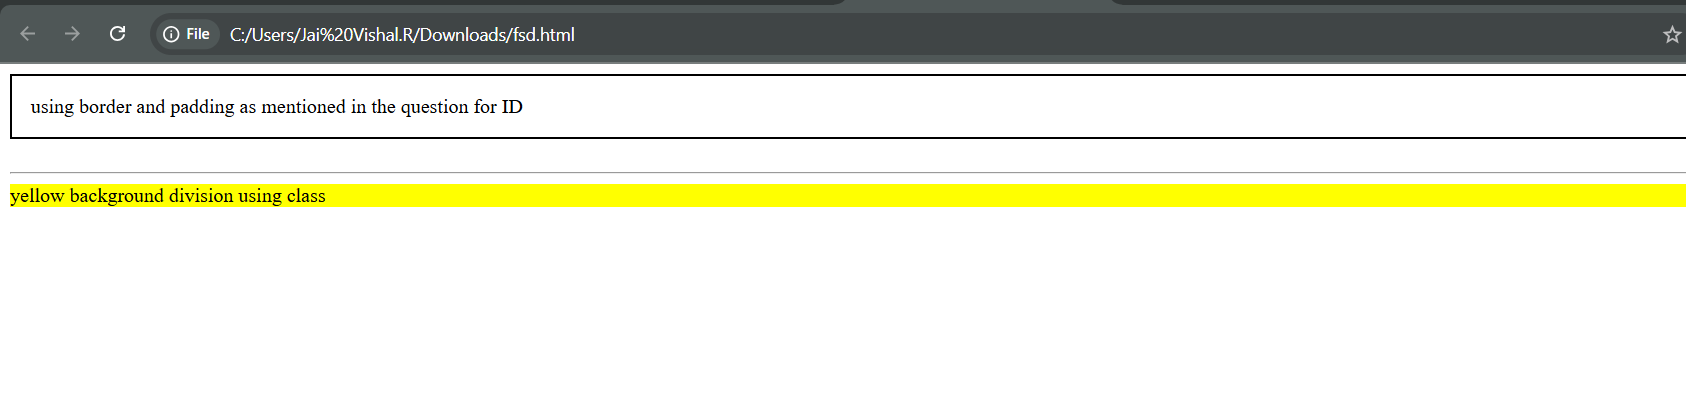 File C:/Users/Jai%20Vishal.R/Downloads/fsd.html
using border and padding as mentioned in the question for ID
yellow background division using class